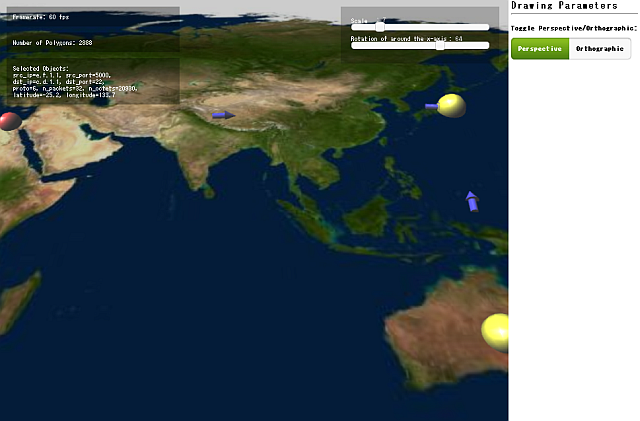 Framerate: 60 fps
Number of Polygons: 2888
Selected Objects:
src_ip=e.f.1.1, src_port=5000,
dst_ip=c.d.1.1, dst_port=22,
proto=6, n_packets=32, n_octets=20830,
latitude=-25.2, longitude=133.7
Scale
Rotation of around the x-axis : 64
Drawing Parameters
Toggle Perspective/Orthographic:
Perspective
Orthographic